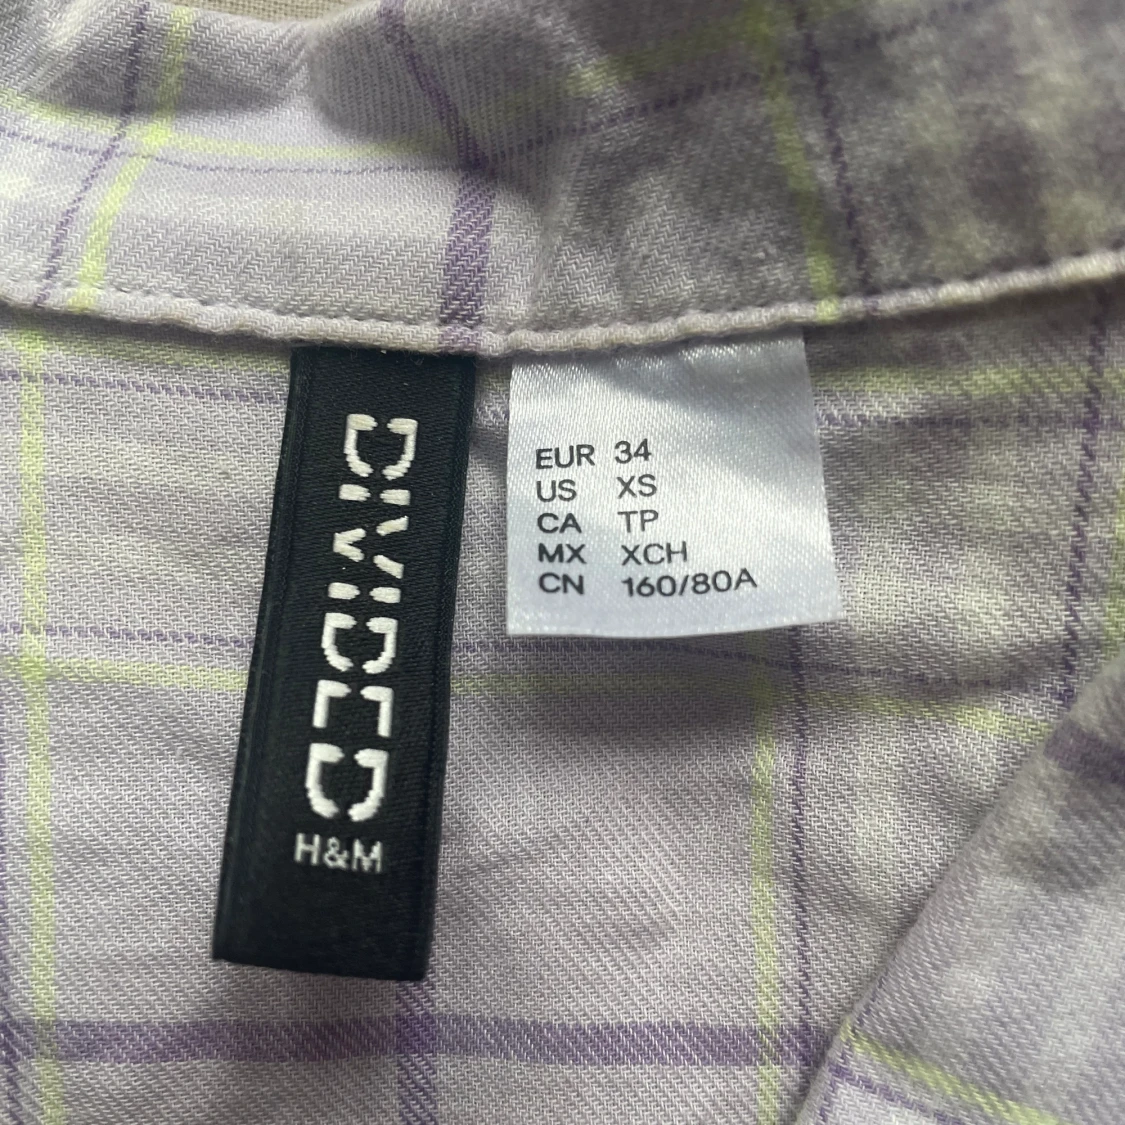 DIVIDED
H&M
EUR 34
US XS
CA TP
MX XCH
CN 160/80A